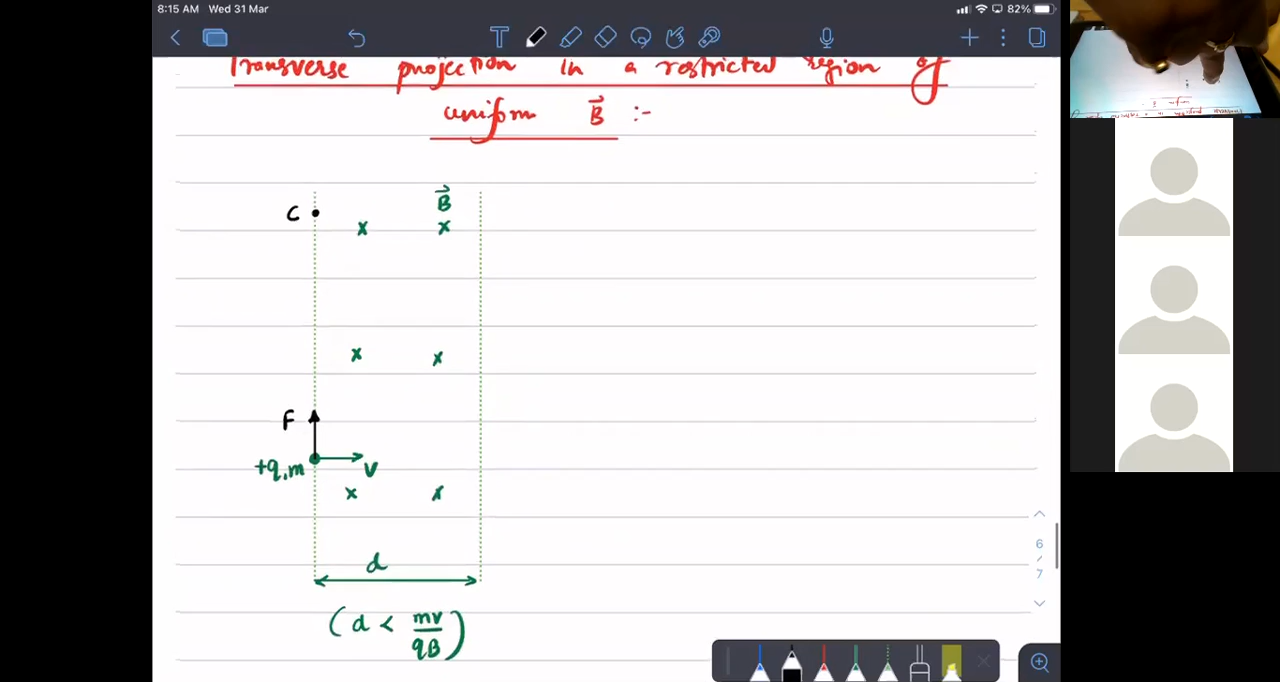 8:15 AM Wed 31 Mar
82%
T
Transverse projection in a restricted region of
uniform B⃗ :-
C
B⃗
x x
x x
F
+q,m
V
x x
d
(d < mv/qB)
6
/
7